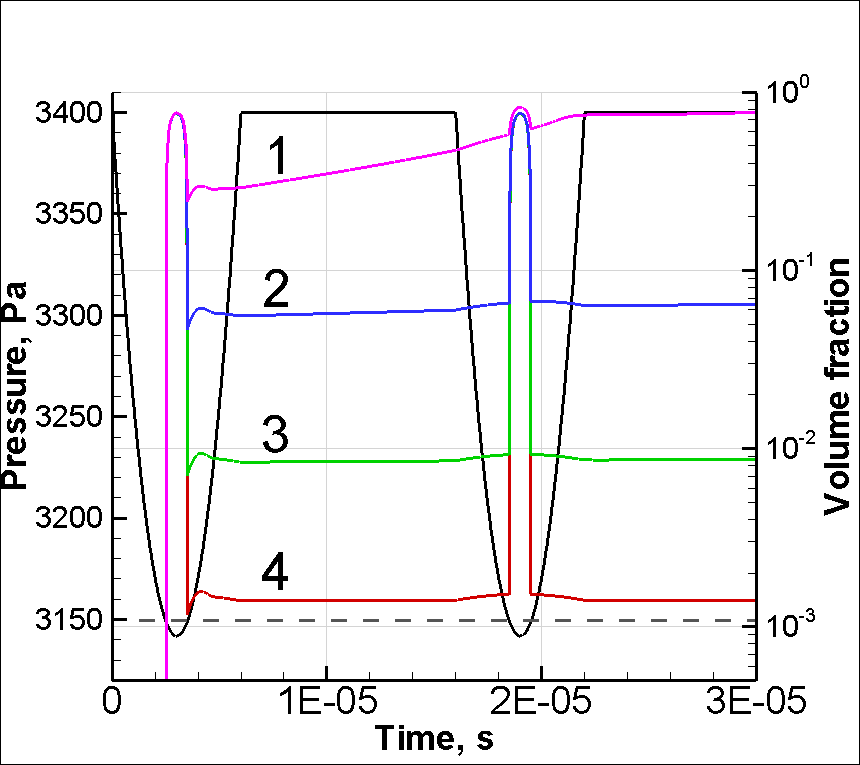 10^0
3400
3350
3300
3250
3200
3150
1
2
3
4
10^-1
10^-2
10^-3
Pressure, Pa
Volume fraction
0
1E-05
2E-05
3E-05
Time, s